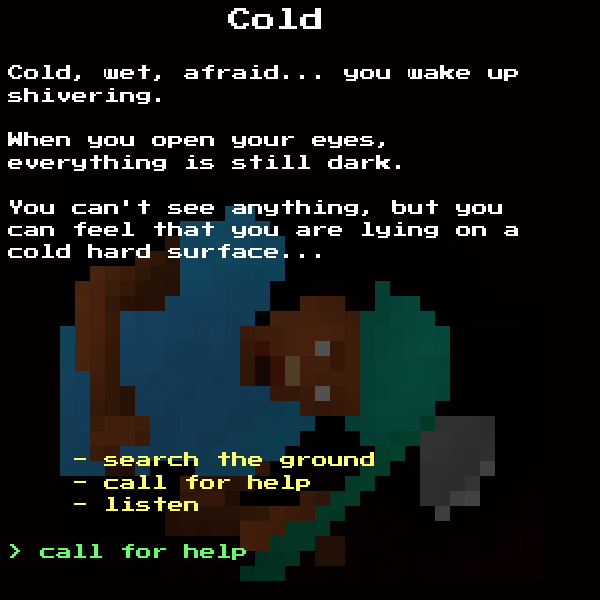 Cold
Cold, wet, afraid... you wake up
shivering.
When you open your eyes,
everything is still dark.
You can't see anything, but you
can feel that you are lying on a
cold hard surface...
- search the ground
- call for help
- listen
> call for help